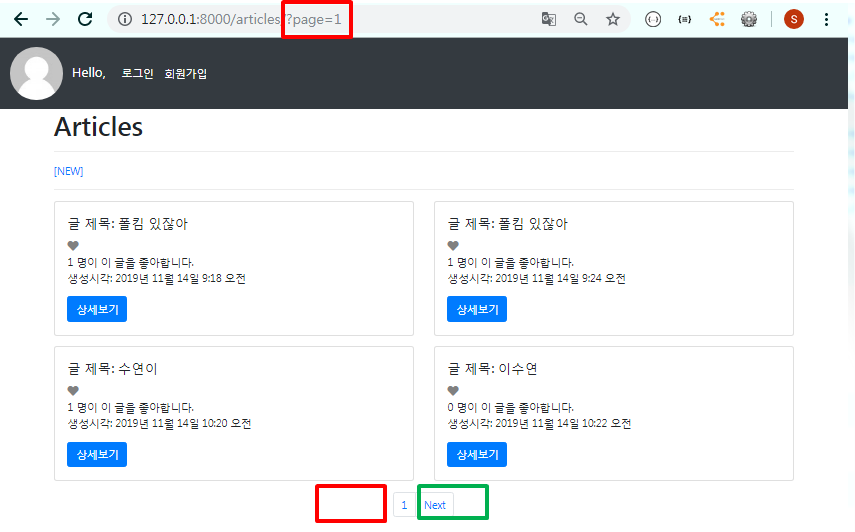 127.0.0.1:8000/articles/?page=1
S
Hello,
로그인
회원가입
Articles
[NEW]
글 제목: 폴킴 있잖아
1 명이 이 글을 좋아합니다.
생성시각: 2019년 11월 14일 9:18 오전
상세보기
글 제목: 폴킴 있잖아
1 명이 이 글을 좋아합니다.
생성시각: 2019년 11월 14일 9:24 오전
상세보기
글 제목: 수연이
1 명이 이 글을 좋아합니다.
생성시각: 2019년 11월 14일 10:20 오전
상세보기
글 제목: 이수연
0 명이 이 글을 좋아합니다.
생성시각: 2019년 11월 14일 10:22 오전
상세보기
1 Next